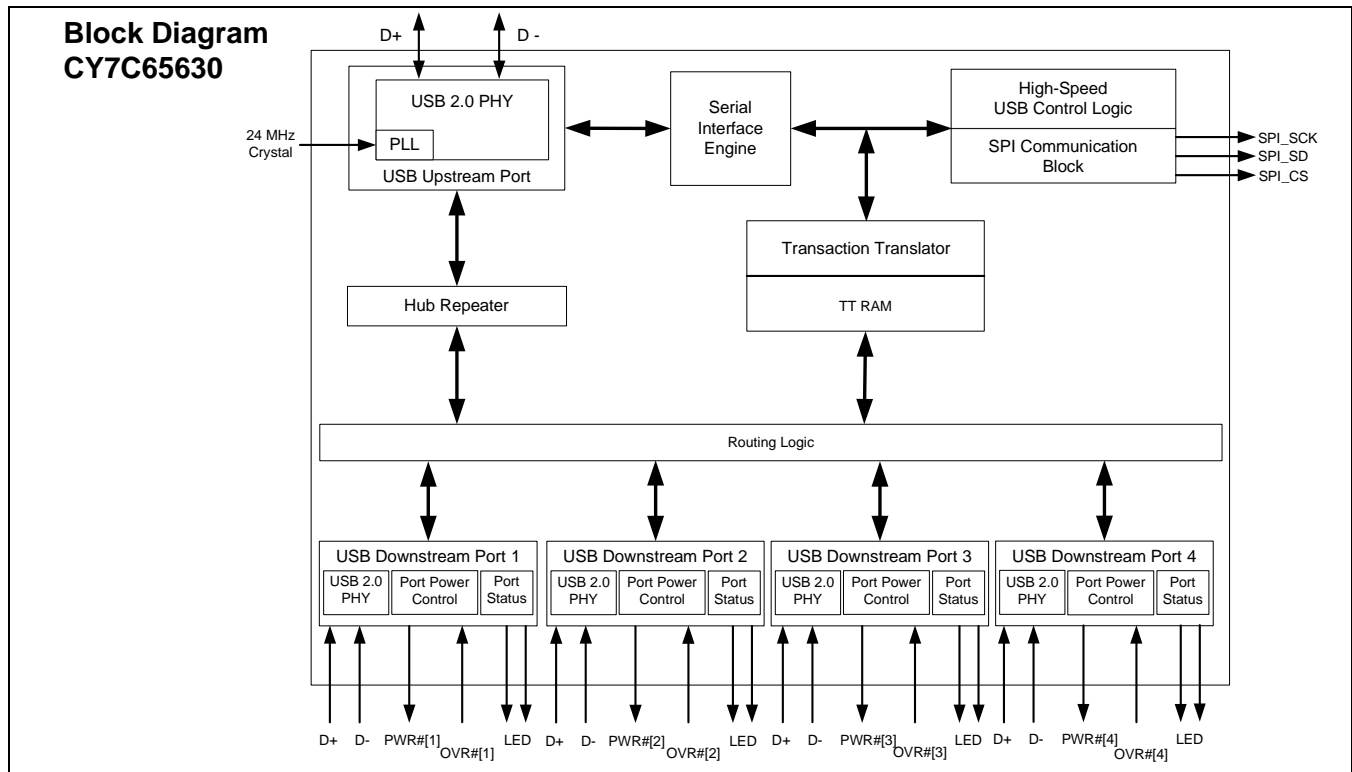 Block Diagram
CY7C65630
D+
D -
USB 2.0 PHY
PLL
USB Upstream Port
24 MHz
Crystal
Serial
Interface
Engine
High-Speed
USB Control Logic
SPI Communication
Block
SPI_SCK
SPI_SD
SPI_CS
Transaction Translator
TT RAM
Hub Repeater
Routing Logic
USB Downstream Port 1
USB 2.0
PHY
Port Power
Control
Port
Status
USB Downstream Port 2
USB 2.0
PHY
Port Power
Control
Port
Status
USB Downstream Port 3
USB 2.0
PHY
Port Power
Control
Port
Status
USB Downstream Port 4
USB 2.0
PHY
Port Power
Control
Port
Status
D+
D-
PWR#[1]
OVR#[1]
LED
D+
D-
PWR#[2]
OVR#[2]
LED
D+
D-
PWR#[3]
OVR#[3]
LED
D+
D-
PWR#[4]
OVR#[4]
LED